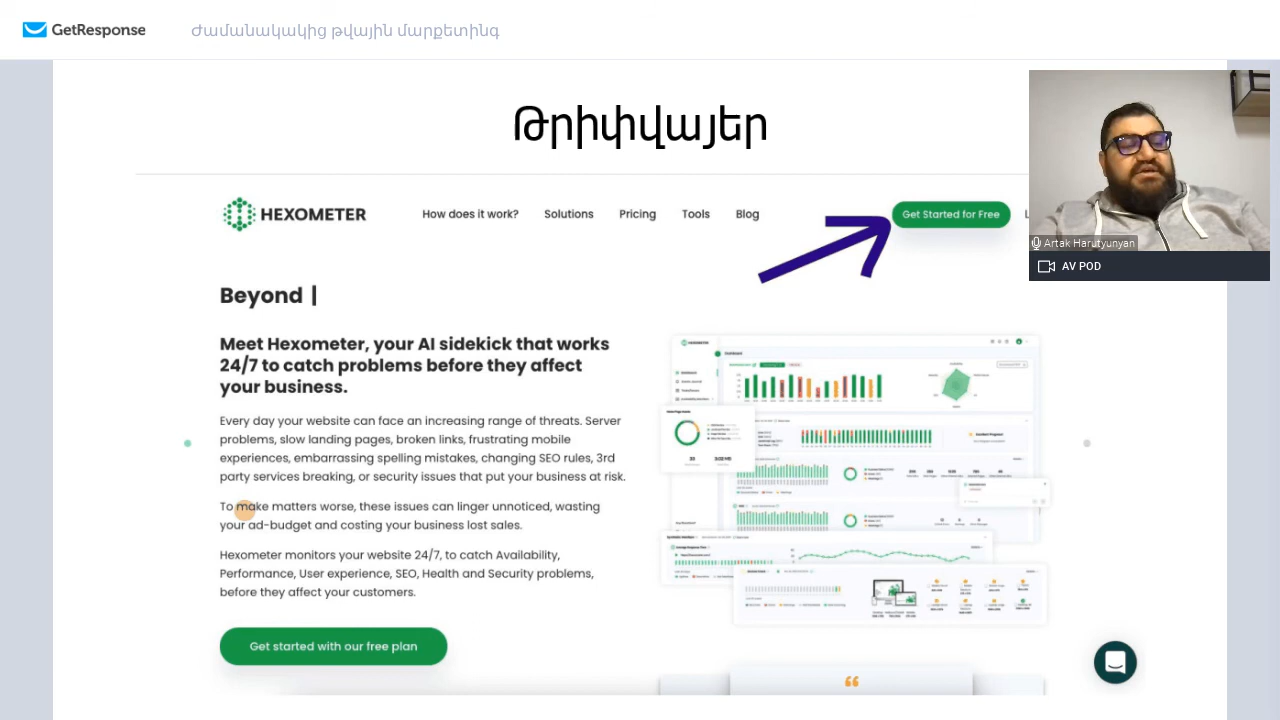 GetResponse
Ժամանակակից թվային մարքետինգ
Թրիփվայեր
HEXOMETER
How does it work?
Solutions
Pricing
Tools
Blog
Get Started for Free
Artak Harutyunyan
AV POD
Beyond |
Meet Hexometer, your AI sidekick that works
24/7 to catch problems before they affect
your business.
Every day your website can face an increasing range of threats. Server
problems, slow landing pages, broken links, frustrating mobile
experiences, embarrassing spelling mistakes, changing SEO rules, 3rd
party services breaking, or security issues that put your business at risk.
To make matters worse, these issues can linger unnoticed, wasting
your ad-budget and costing your business lost sales.
Hexometer monitors your website 24/7, to catch Availability,
Performance, User experience, SEO, Health and Security problems,
before they affect your customers.
Get started with our free plan
HEXOMETER
Dashboard